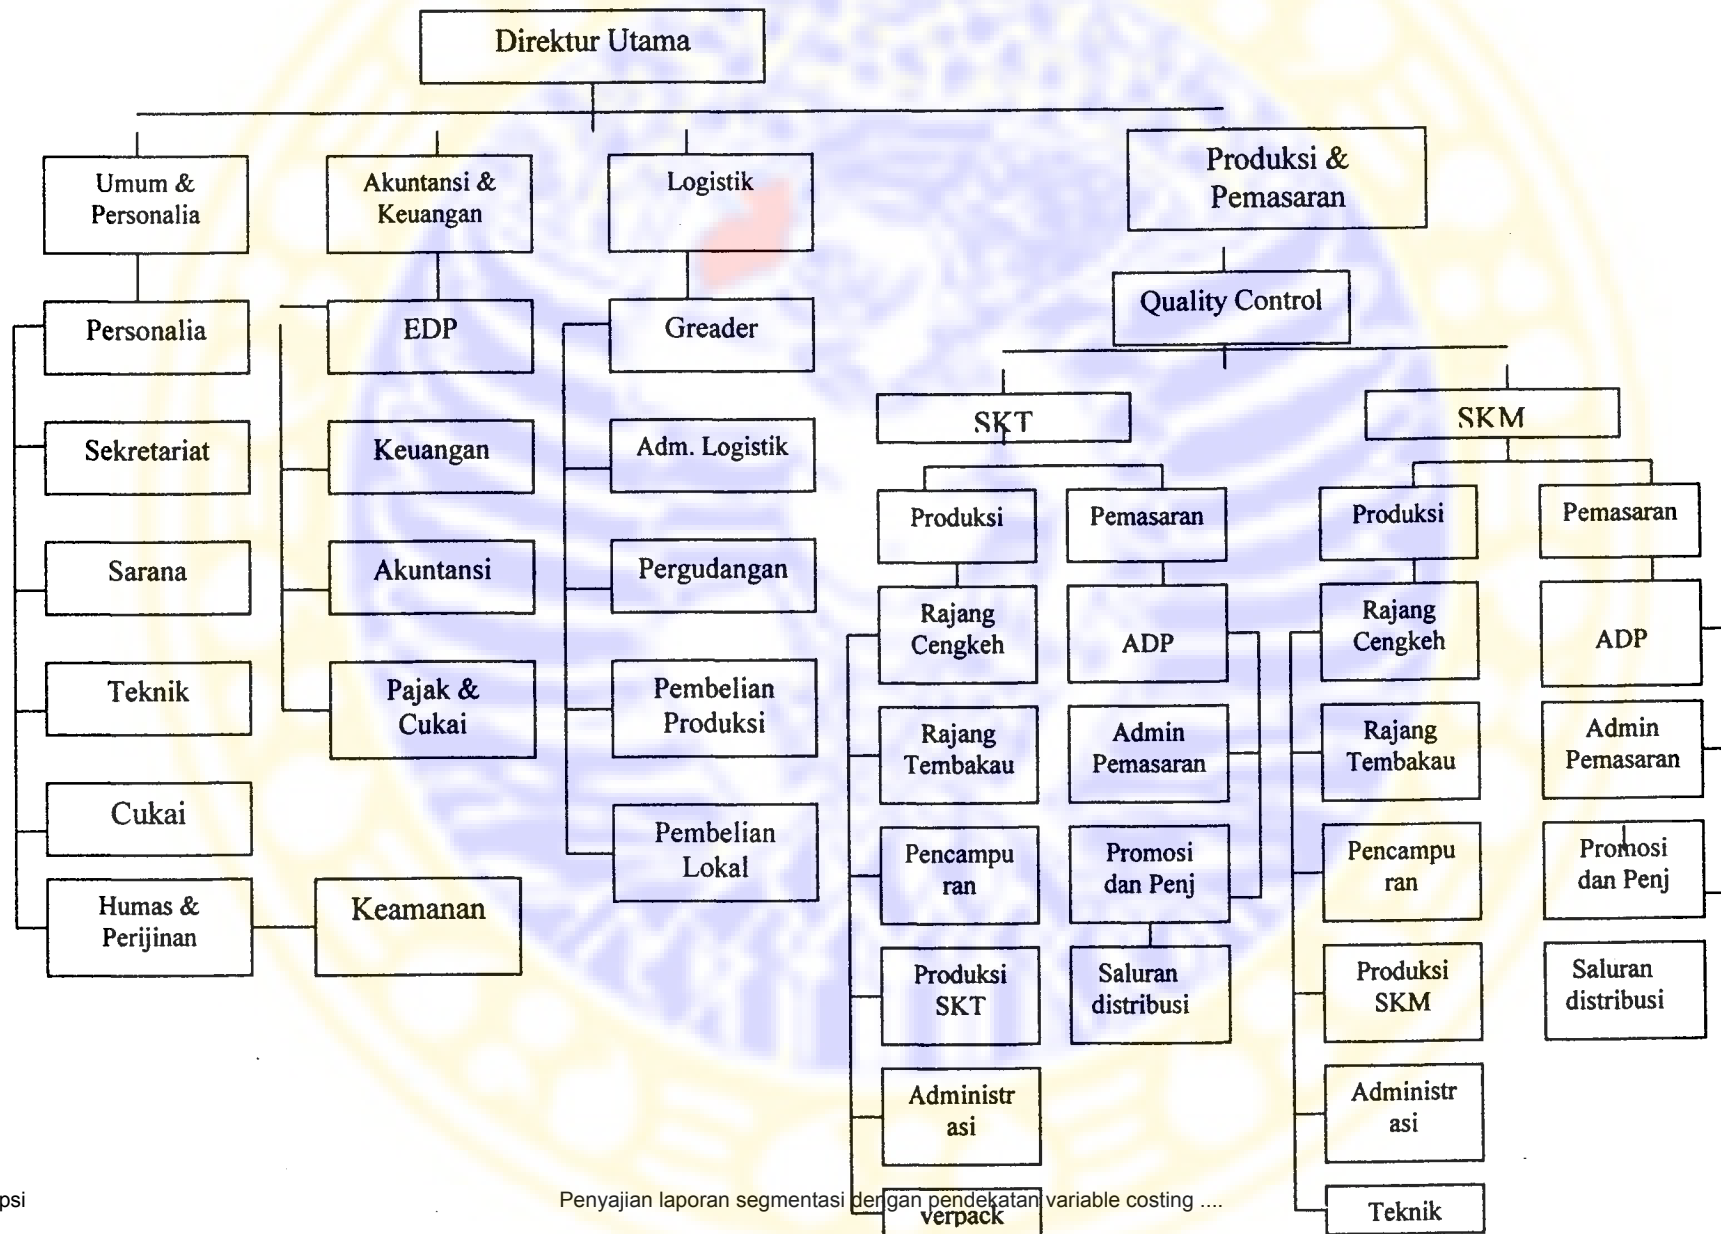 Direktur Utama
Umum &
Personalia
Akuntansi &
Keuangan
Logistik
Produksi &
Pemasaran
Quality Control
Personalia
EDP
Greader
Sekretariat
Keuangan
Adm. Logistik
SKT
SKM
Sarana
Akuntansi
Pergudangan
Produksi
Pemasaran
Produksi
Pemasaran
Teknik
Pajak &
Cukai
Pembelian
Produksi
Rajang
Cengkeh
ADP
Rajang
Cengkeh
ADP
Cukai
Pembelian
Lokal
Rajang
Tembakau
Admin
Pemasaran
Rajang
Tembakau
Admin
Pemasaran
Humas &
Perijinan
Keamanan
Pencampu
ran
Promosi
dan Penj
Pencampu
ran
Promosi
dan Penj
Produksi
SKT
Saluran
distribusi
Produksi
SKM
Saluran
distribusi
Administr
asi
Administr
asi
verpack
Teknik
psi
Penyajian laporan segmentasi dengan pendekatan variable costing ....